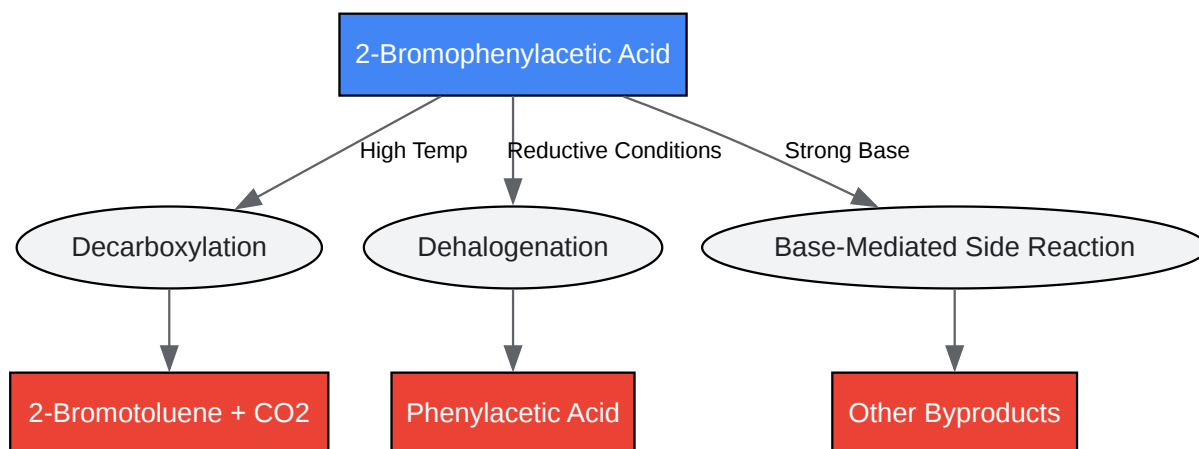 2-Bromophenylacetic Acid
High Temp
Reductive Conditions
Strong Base
Decarboxylation
Dehalogenation
Base-Mediated Side Reaction
2-Bromotoluene + CO2
Phenylacetic Acid
Other Byproducts